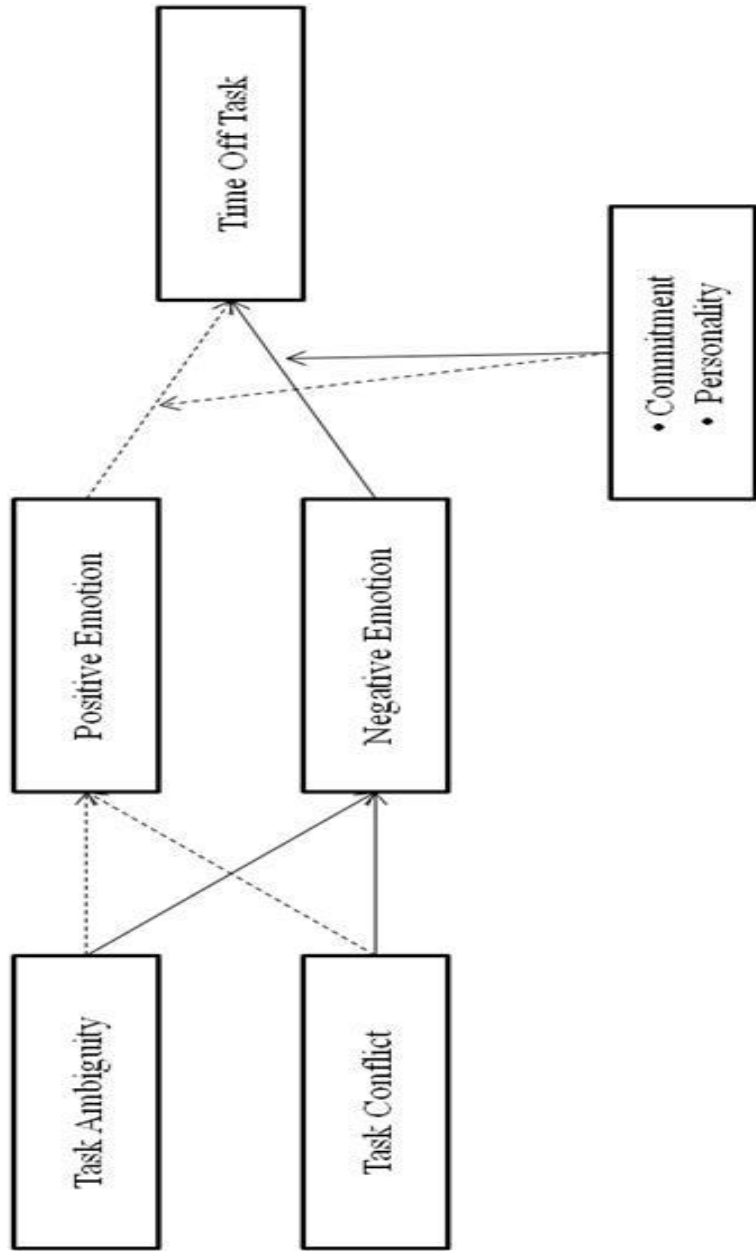 Task Ambiguity
Task Conflict
Positive Emotion
Negative Emotion
Time Off Task
• Commitment
• Personality